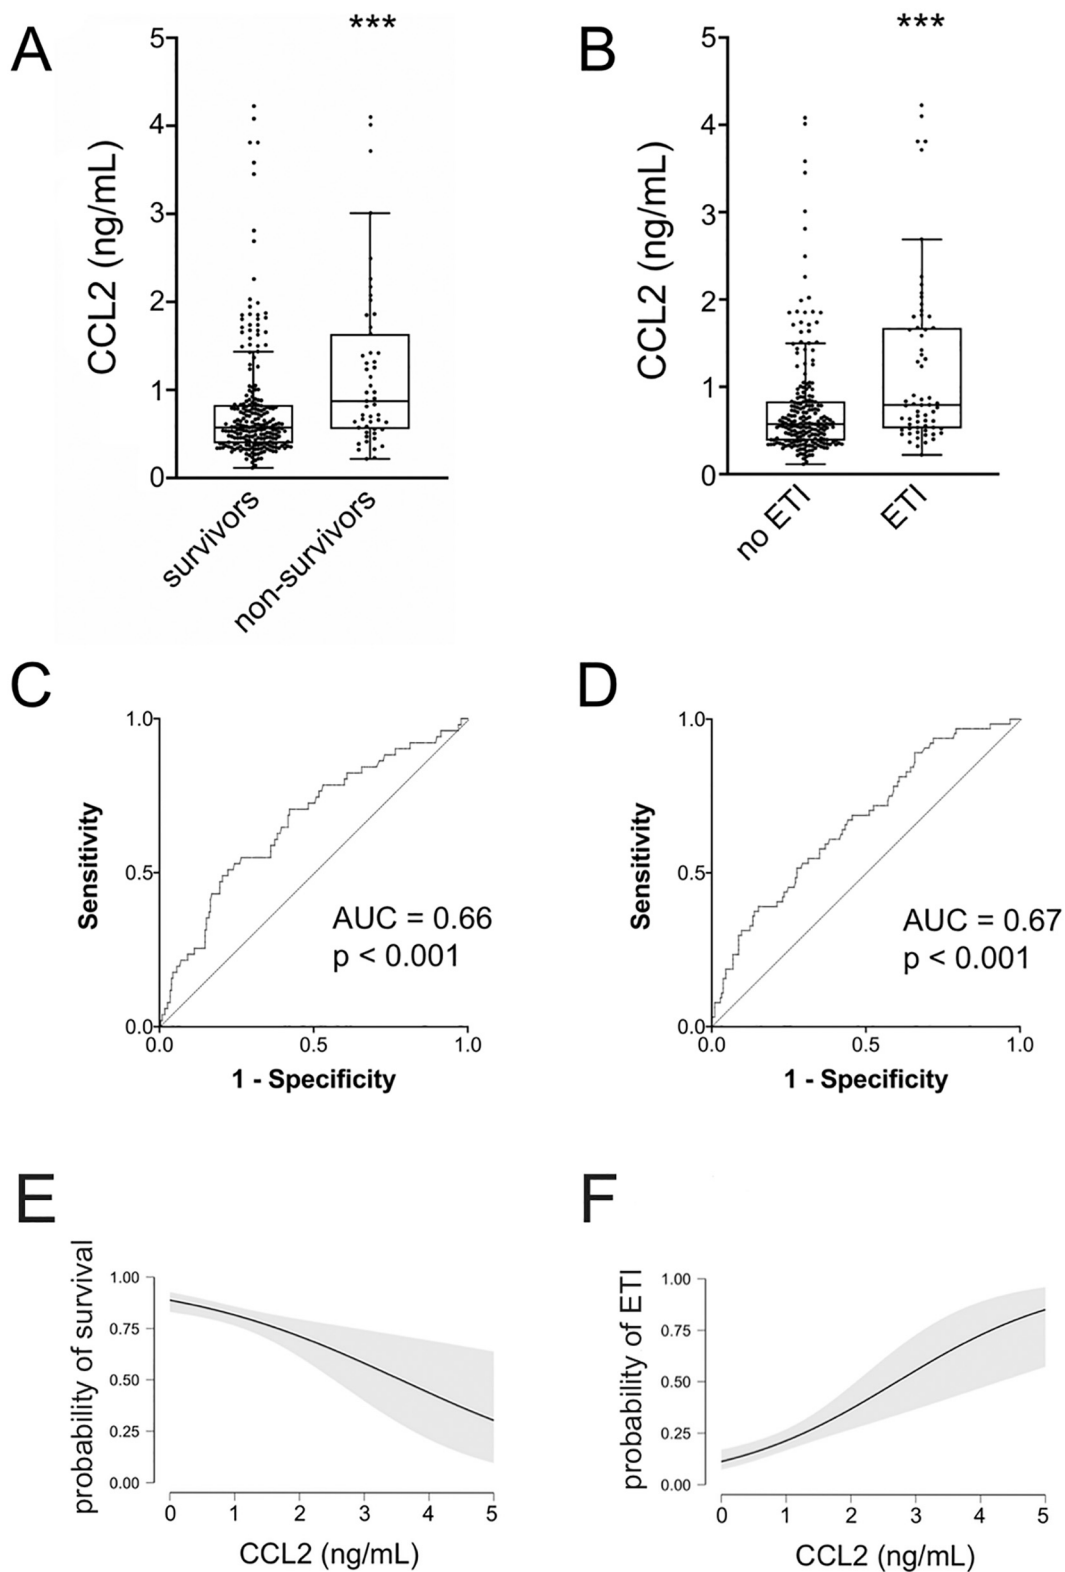 A
***
CCL2 (ng/mL)
5
4
3
2
1
0
survivors
non-survivors
B
***
CCL2 (ng/mL)
5
4
3
2
1
0
no ETI
ETI
C
Sensitivity
1.0
0.5
0.0
AUC = 0.66
p < 0.001
0.0 0.5 1.0
1 - Specificity
D
Sensitivity
1.0
0.5
0.0
AUC = 0.67
p < 0.001
0.0 0.5 1.0
1 - Specificity
E
probability of survival
1.00
0.75
0.50
0.25
0.00
0 1 2 3 4 5
CCL2 (ng/mL)
F
probability of ETI
1.00
0.75
0.50
0.25
0.00
0 1 2 3 4 5
CCL2 (ng/mL)